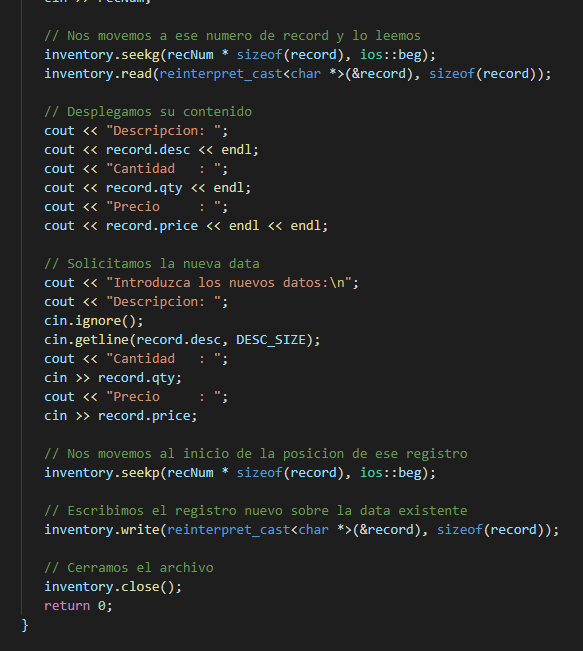 cin >> recNum;
// Nos movemos a ese numero de record y lo leemos
inventory.seekg(recNum * sizeof(record), ios::beg);
inventory.read(reinterpret_cast<char *>(&record), sizeof(record));
// Desplegamos su contenido
cout << "Descripcion: ";
cout << record.desc << endl;
cout << "Cantidad   : ";
cout << record.qty << endl;
cout << "Precio     : ";
cout << record.price << endl << endl;
// Solicitamos la nueva data
cout << "Introduzca los nuevos datos:\n";
cout << "Descripcion: ";
cin.ignore();
cin.getline(record.desc, DESC_SIZE);
cout << "Cantidad   : ";
cin >> record.qty;
cout << "Precio     : ";
cin >> record.price;
// Nos movemos al inicio de la posicion de ese registro
inventory.seekp(recNum * sizeof(record), ios::beg);
// Escribimos el registro nuevo sobre la data existente
inventory.write(reinterpret_cast<char *>(&record), sizeof(record));
// Cerramos el archivo
inventory.close();
return 0;
}